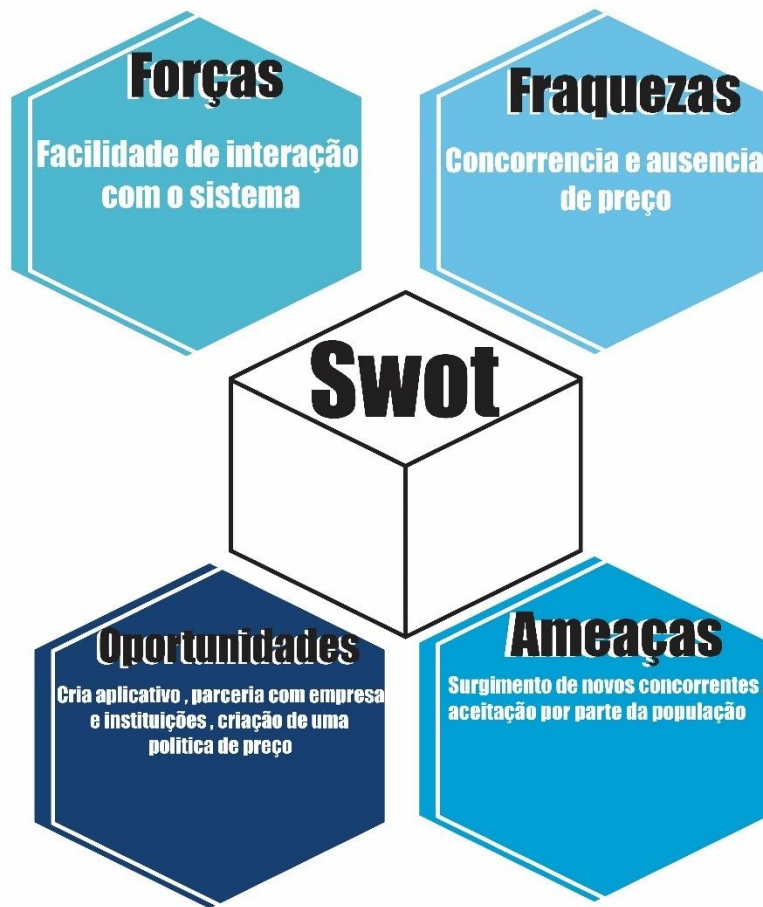 Forças
Facilidade de interação
com o sistema
Fraquezas
Concorrencia e ausencia
de preço
Swot
Oportunidades
Cria aplicativo , parceria com empresa
e instituições , criação de uma
politica de preço
Ameaças
Surgimento de novos concorrentes
aceitação por parte da população